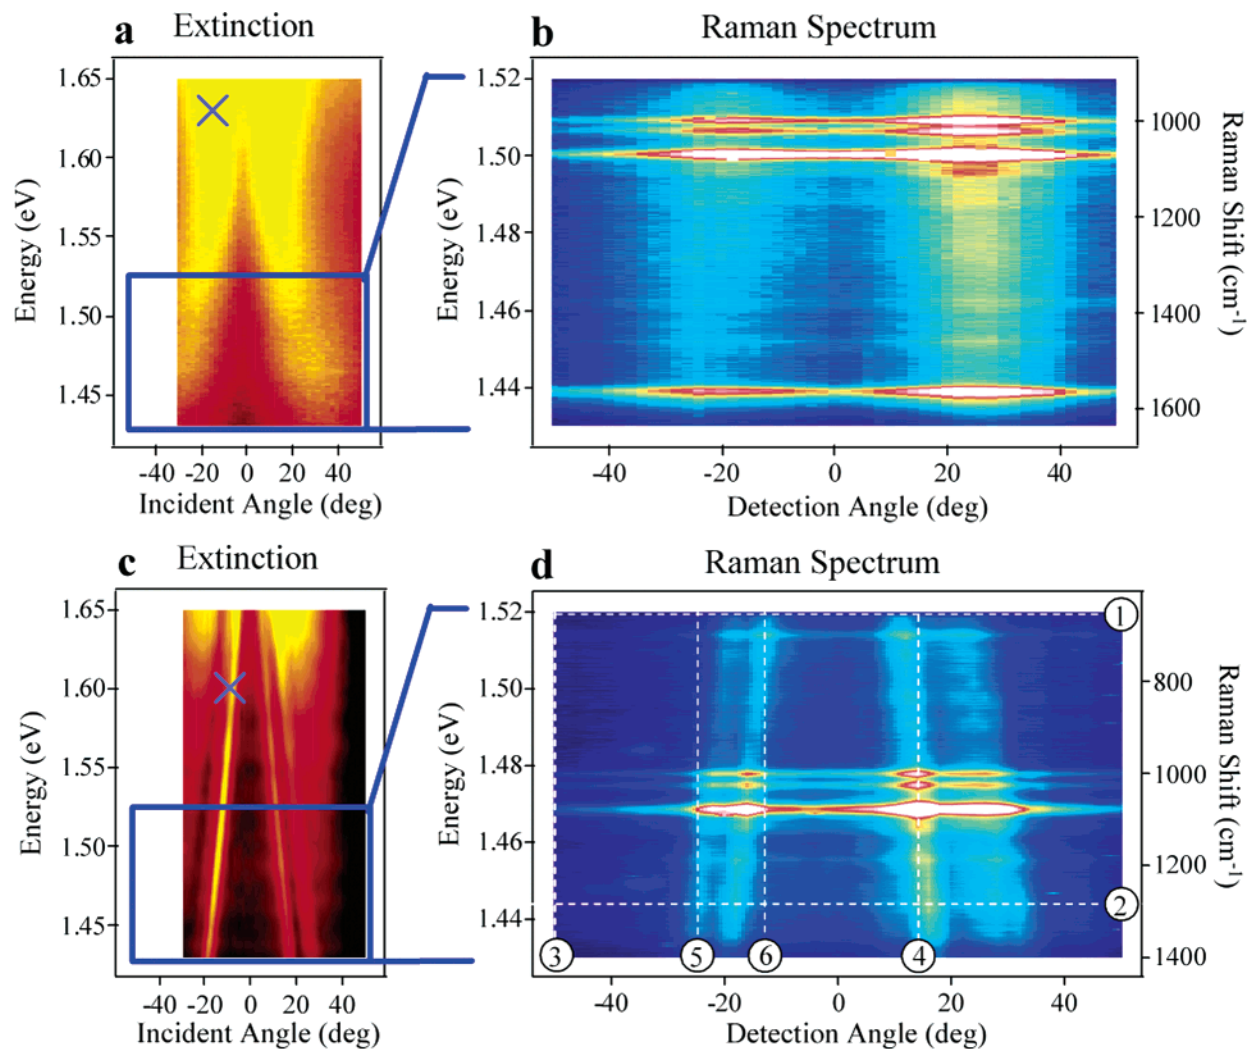 a Extinction
1.65
1.60
1.55
1.50
1.45
Energy (eV)
-40 -20 0 20 40
Incident Angle (deg)
b Raman Spectrum
1.52
1.50
1.48
1.46
1.44
Energy (eV)
1000
1200
1400
1600
Raman Shift (cm⁻¹)
-40 -20 0 20 40
Detection Angle (deg)
c Extinction
1.65
1.60
1.55
1.50
1.45
Energy (eV)
-40 -20 0 20 40
Incident Angle (deg)
d Raman Spectrum
1.52
1.50
1.48
1.46
1.44
Energy (eV)
1
2
3 5 6 4
800
1000
1200
1400
Raman Shift (cm⁻¹)
-40 -20 0 20 40
Detection Angle (deg)